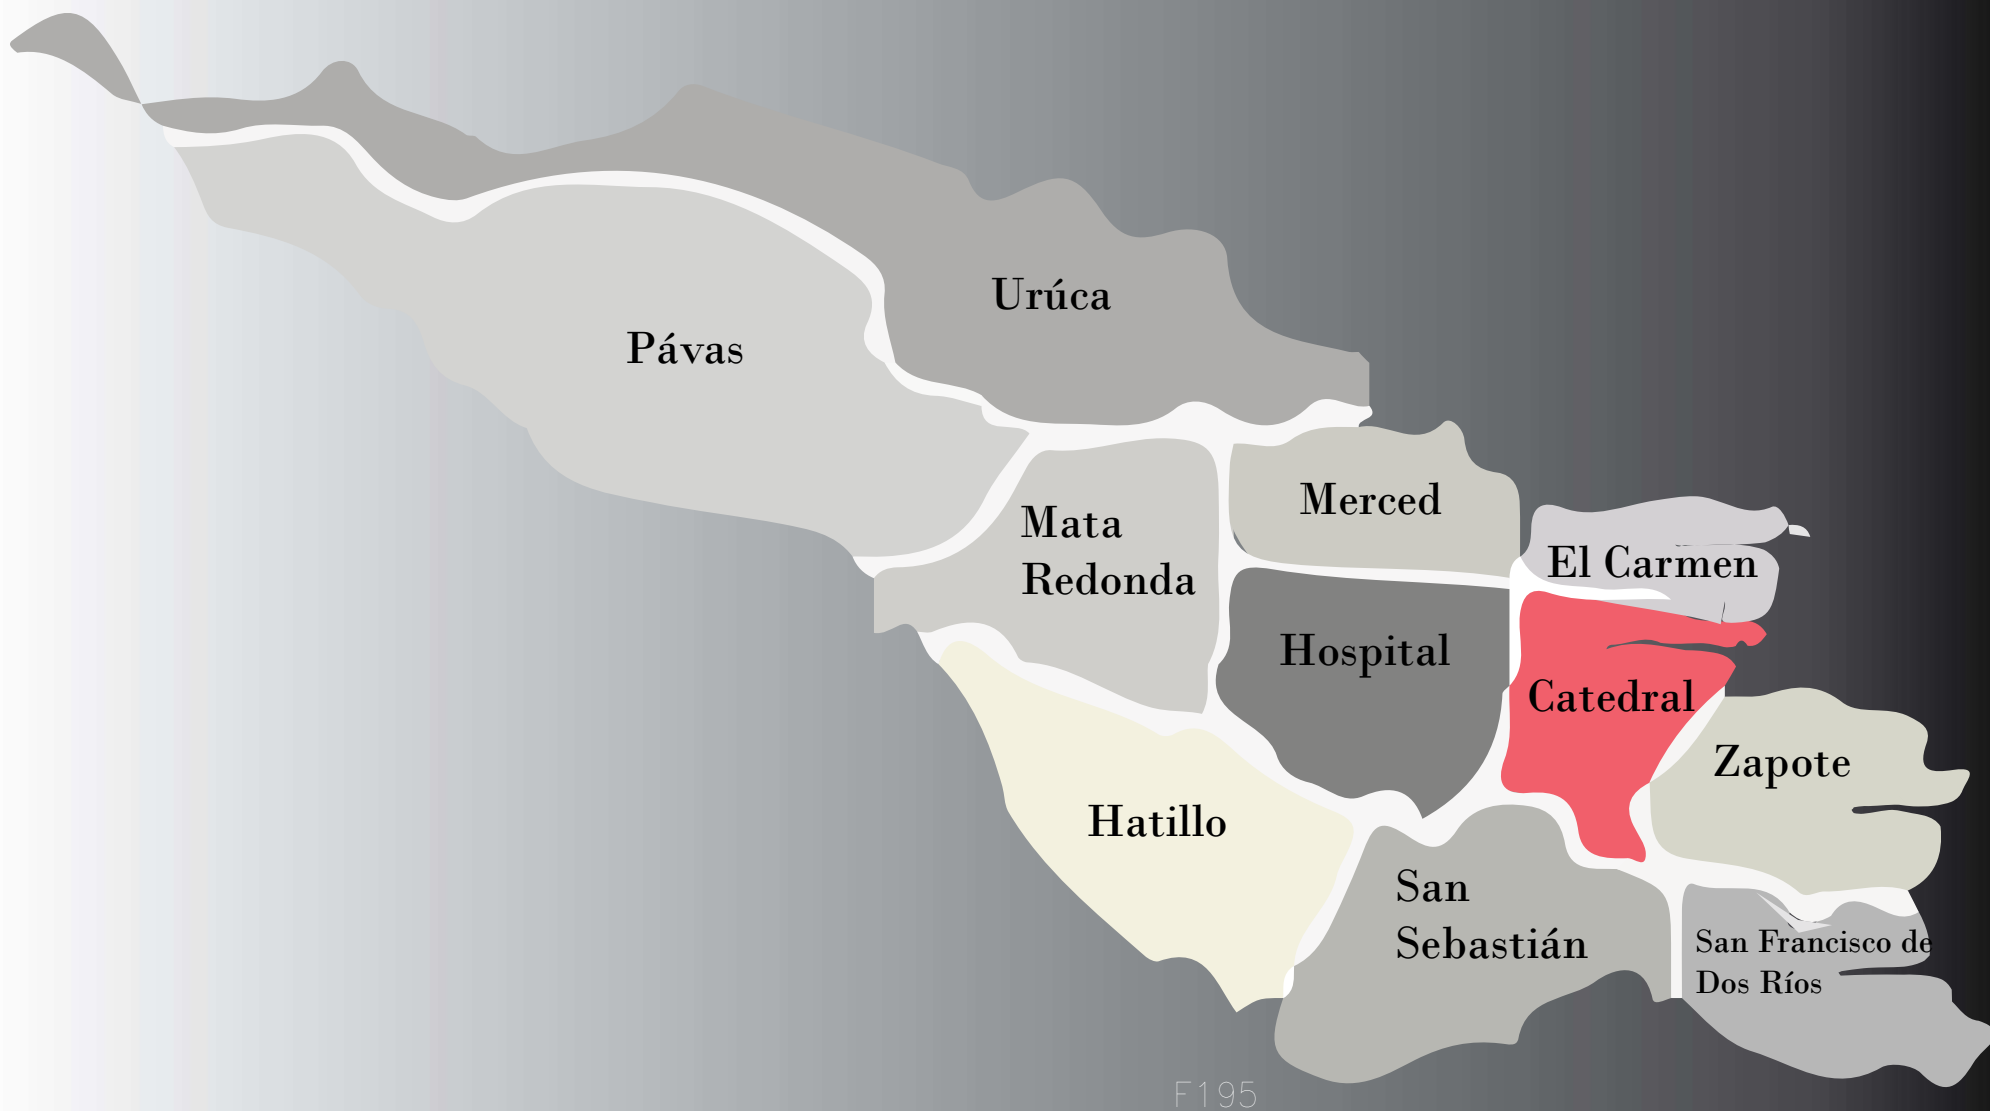 Urúca
Pávas
Merced
Mata
Redonda
El Carmen
Hospital
Catedral
Zapote
Hatillo
San
Sebastián
San Francisco de
Dos Ríos
F195